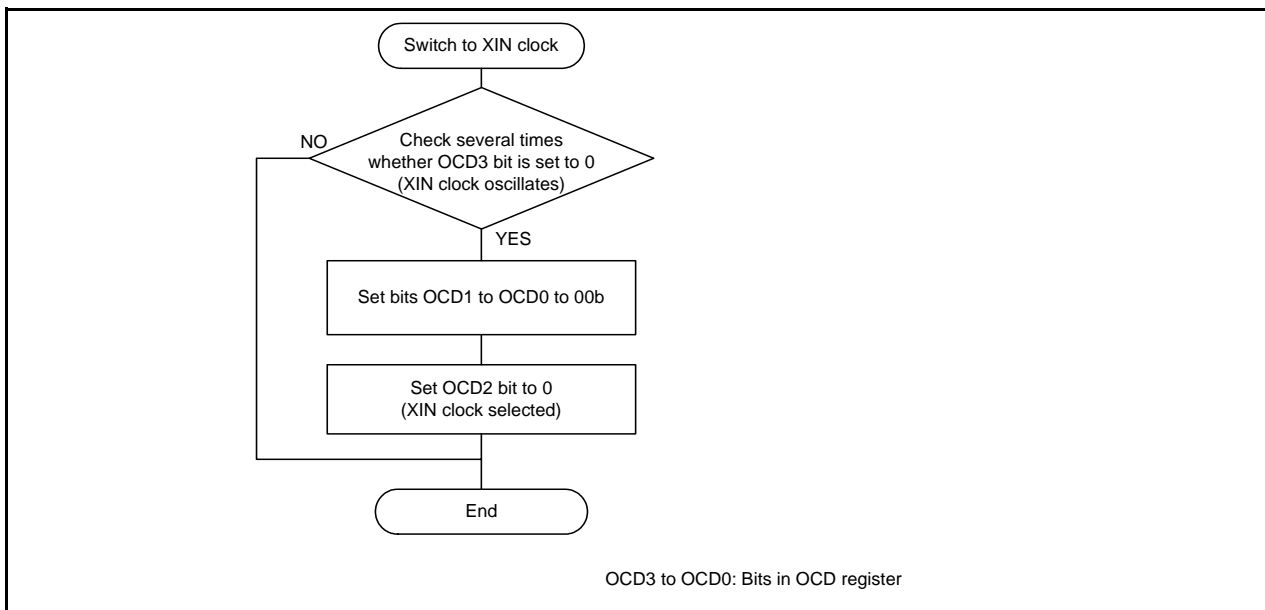 Switch to XIN clock
NO
Check several times
whether OCD3 bit is set to 0
(XIN clock oscillates)
YES
Set bits OCD1 to OCD0 to 00b
Set OCD2 bit to 0
(XIN clock selected)
End
OCD3 to OCD0: Bits in OCD register